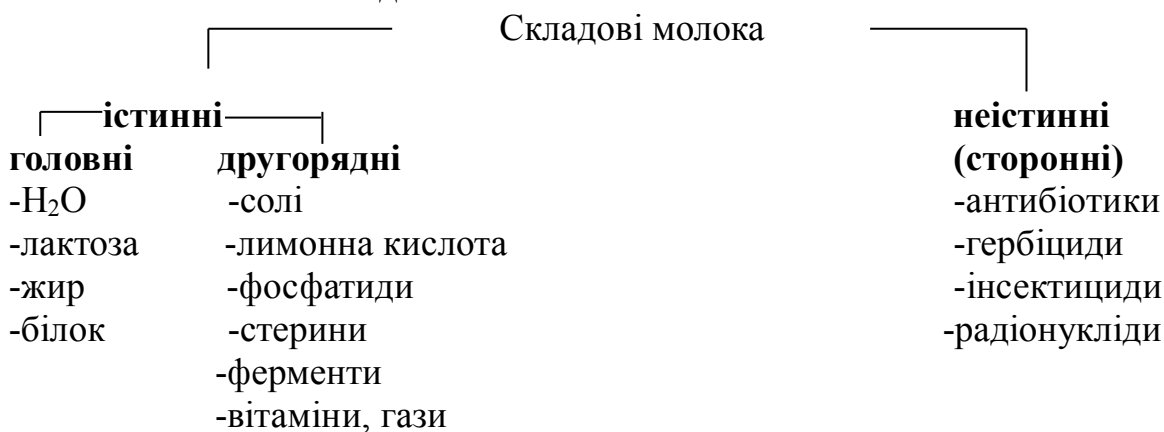 Складові молока
істинні неістинні
головні другорядні (сторонні)
-H₂O -солі -антибіотики
-лактоза -лимонна кислота -гербіциди
-жир -фосфатиди -інсектициди
-білок -стерини -радіонукліди
-ферменти
-вітаміни, гази